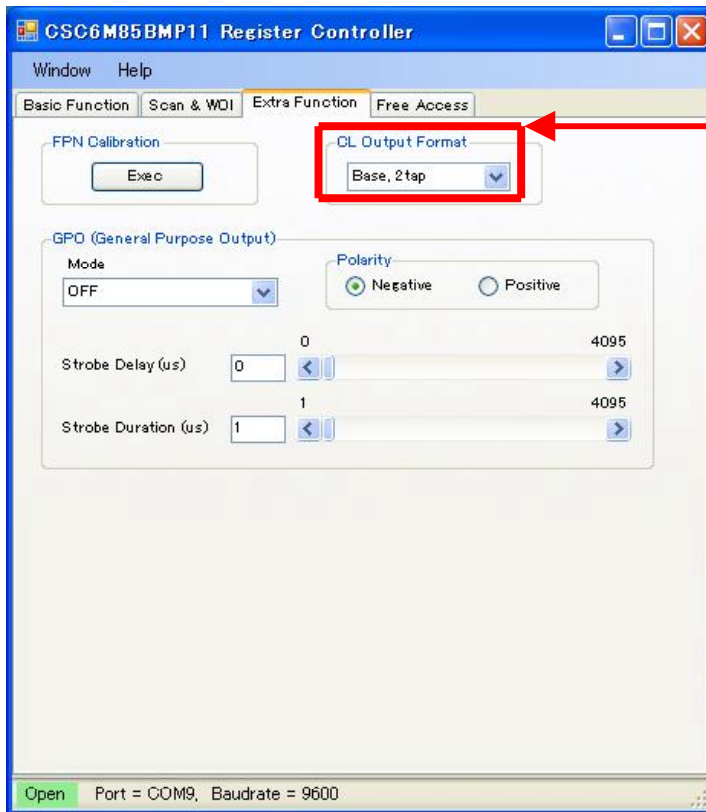 CSC6M85BMP11 Register Controller
Window Help
Basic Function Scan & WOI Extra Function Free Access
FPN Calibration CL Output Format
Exec Base, 2tap
GPO (General Purpose Output)
Mode Polarity
OFF Negative Positive
0 4095
Strobe Delay (us) 0
1 4095
Strobe Duration (us) 1
Open Port = COM9, Baudrate = 9600